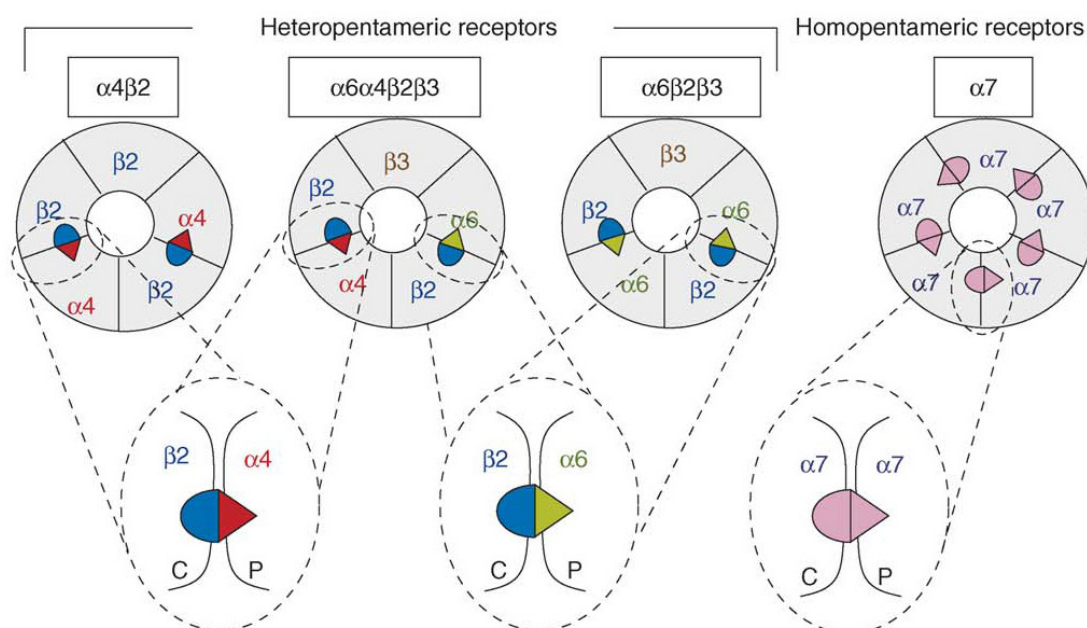 Heteropentameric receptors
Homopentameric receptors
α4β2
α6α4β2β3
α6β2β3
α7
β2
β2
α4
α4
β2
β3
β2
α6
α4
β2
β3
β2
α6
α6
β2
α7
α7
α7
α7
α7
β2
α4
C
P
β2
α6
C
P
α7
α7
C
P